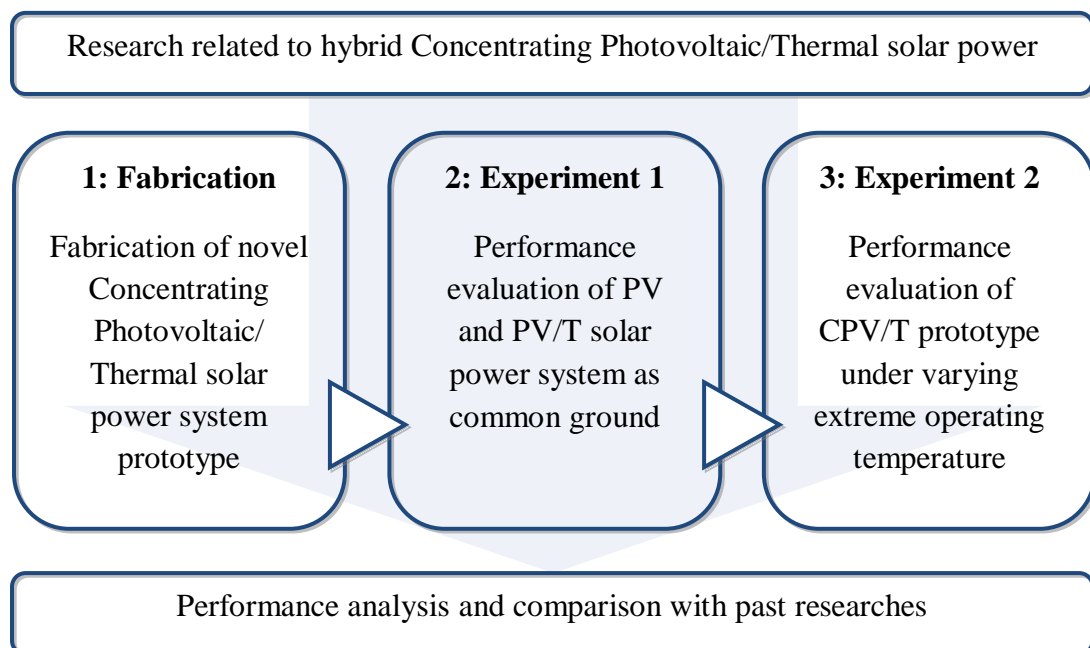 Research related to hybrid Concentrating Photovoltaic/Thermal solar power
1: Fabrication
Fabrication of novel
Concentrating
Photovoltaic/
Thermal solar
power system
prototype
2: Experiment 1
Performance
evaluation of PV
and PV/T solar
power system as
common ground
3: Experiment 2
Performance
evaluation of
CPV/T prototype
under varying
extreme operating
temperature
Performance analysis and comparison with past researches